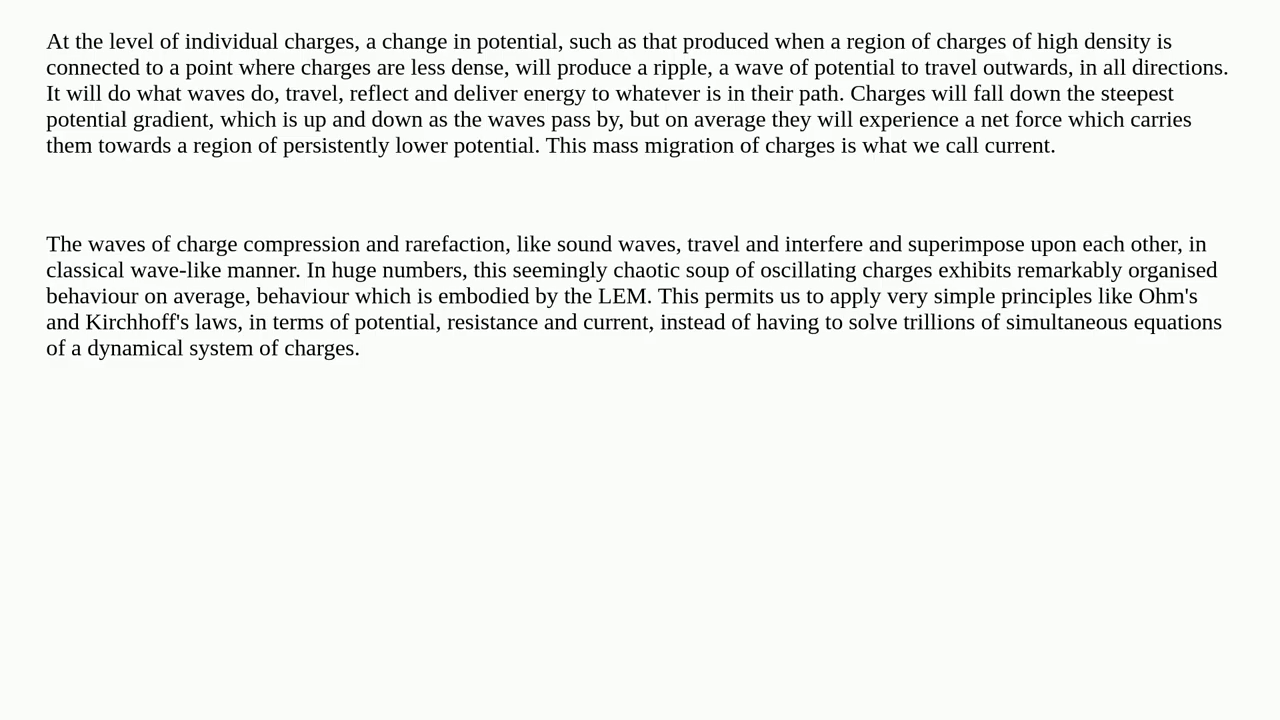 At the level of individual charges, a change in potential, such as that produced when a region of charges of high density is
connected to a point where charges are less dense, will produce a ripple, a wave of potential to travel outwards, in all directions.
It will do what waves do, travel, reflect and deliver energy to whatever is in their path. Charges will fall down the steepest
potential gradient, which is up and down as the waves pass by, but on average they will experience a net force which carries
them towards a region of persistently lower potential. This mass migration of charges is what we call current.
The waves of charge compression and rarefaction, like sound waves, travel and interfere and superimpose upon each other, in
classical wave-like manner. In huge numbers, this seemingly chaotic soup of oscillating charges exhibits remarkably organised
behaviour on average, behaviour which is embodied by the LEM. This permits us to apply very simple principles like Ohm's
and Kirchhoff's laws, in terms of potential, resistance and current, instead of having to solve trillions of simultaneous equations
of a dynamical system of charges.